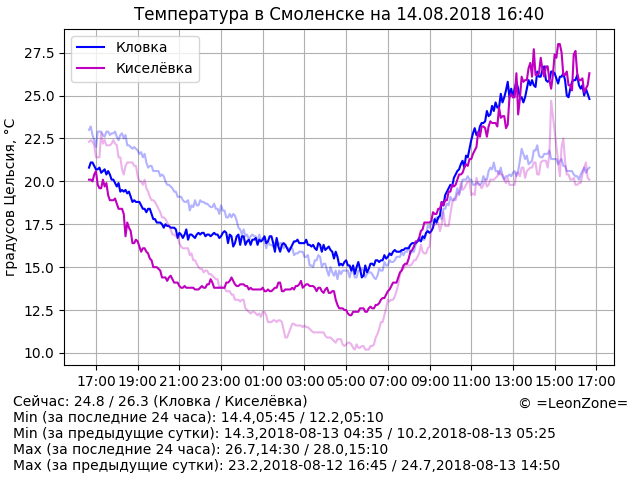 Температура в Смоленске на 14.08.2018 16:40
Кловка
Киселёвка
градусов Цельсия, °C
27.5
25.0
22.5
20.0
17.5
15.0
12.5
10.0
17:00 19:00 21:00 23:00 01:00 03:00 05:00 07:00 09:00 11:00 13:00 15:00 17:00
Сейчас: 24.8 / 26.3 (Кловка / Киселёвка)
© =LeonZone=
Min (за последние 24 часа): 14.4,05:45 / 12.2,05:10
Min (за предыдущие сутки): 14.3,2018-08-13 04:35 / 10.2,2018-08-13 05:25
Max (за последние 24 часа): 26.7,14:30 / 28.0,15:10
Max (за предыдущие сутки): 23.2,2018-08-12 16:45 / 24.7,2018-08-13 14:50